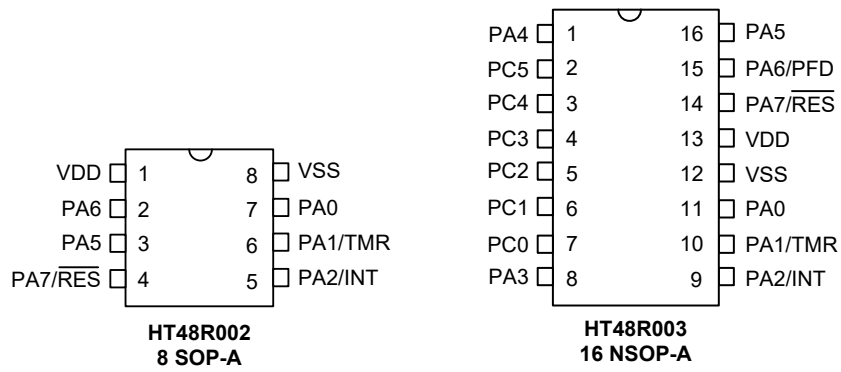 VDD 1 8 VSS
PA6 2 7 PA0
PA5 3 6 PA1/TMR
PA7/RES 4 5 PA2/INT
HT48R002
8 SOP-A
PA4 1 16 PA5
PC5 2 15 PA6/PFD
PC4 3 14 PA7/RES
PC3 4 13 VDD
PC2 5 12 VSS
PC1 6 11 PA0
PC0 7 10 PA1/TMR
PA3 8 9 PA2/INT
HT48R003
16 NSOP-A